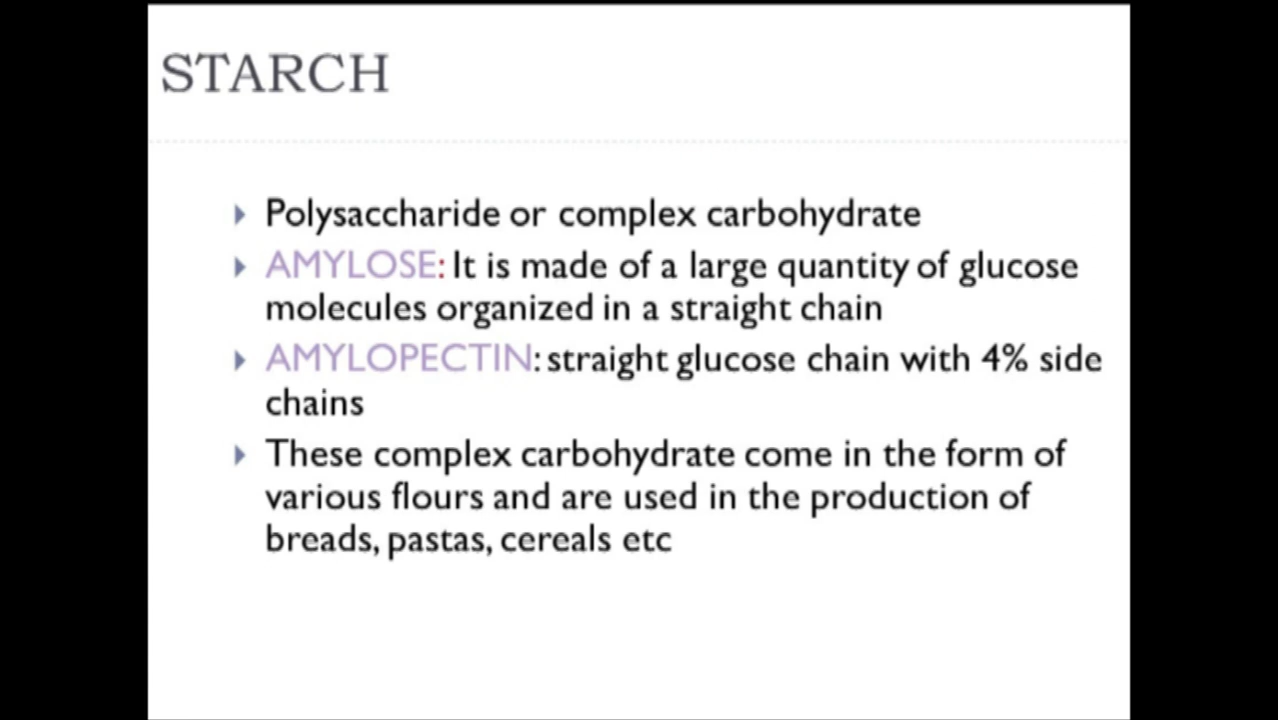 STARCH
Polysaccharide or complex carbohydrate
AMYLOSE: It is made of a large quantity of glucose
molecules organized in a straight chain
AMYLOPECTIN: straight glucose chain with 4% side
chains
These complex carbohydrate come in the form of
various flours and are used in the production of
breads, pastas, cereals etc